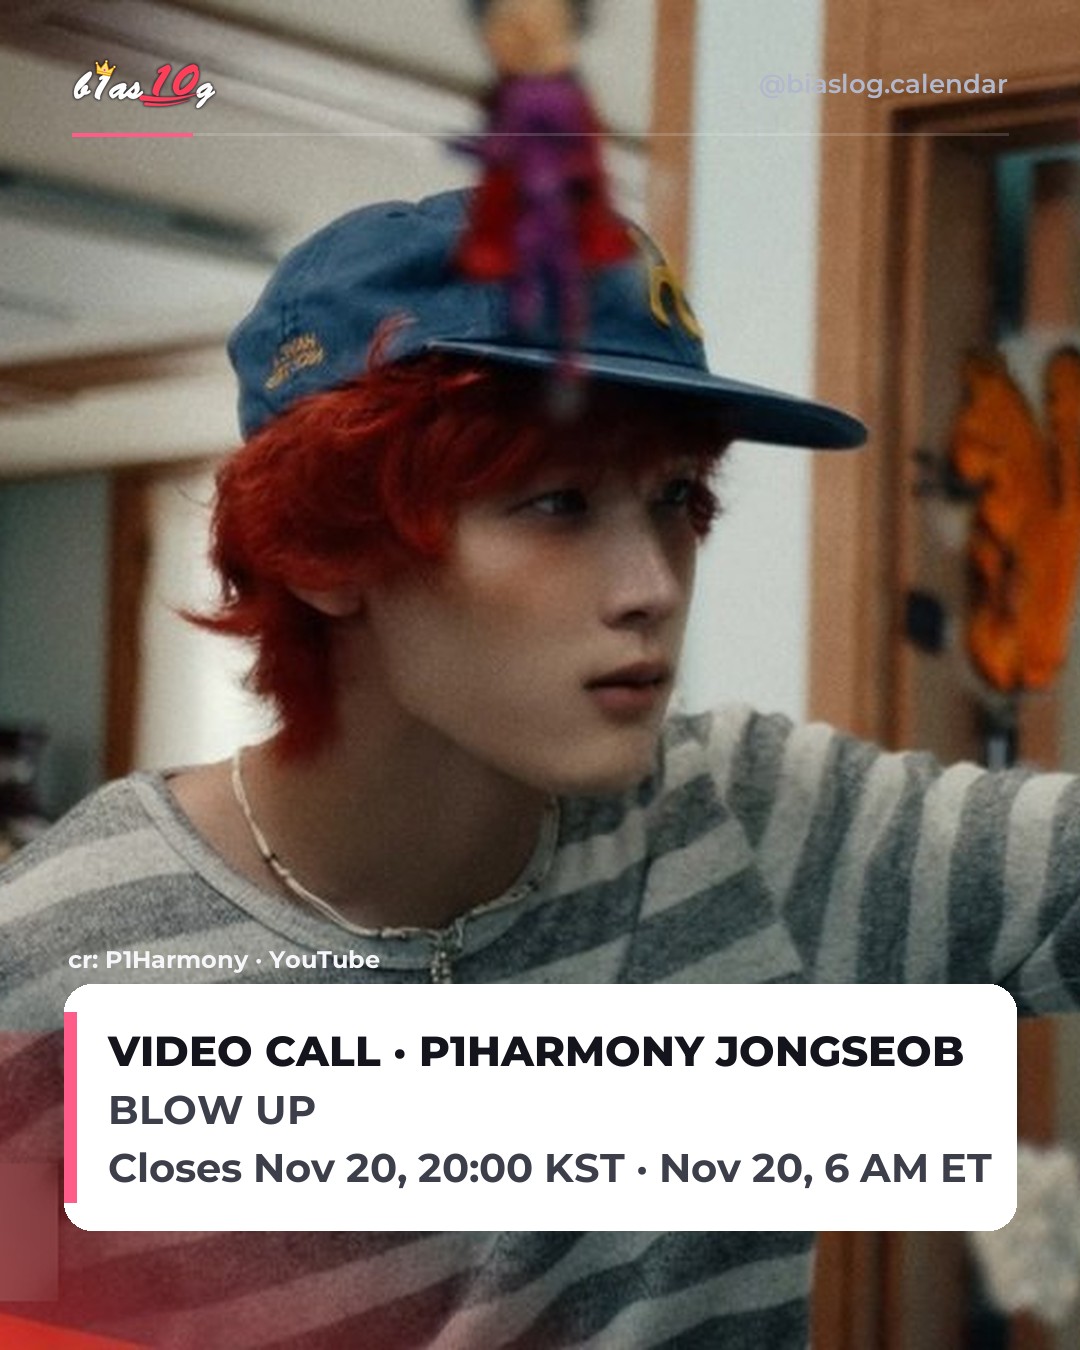 b1as10g
@biaslog.calendar
cr: P1Harmony · YouTube
VIDEO CALL · P1HARMONY JONGSEOB
BLOW UP
Closes Nov 20, 20:00 KST · Nov 20, 6 AM ET